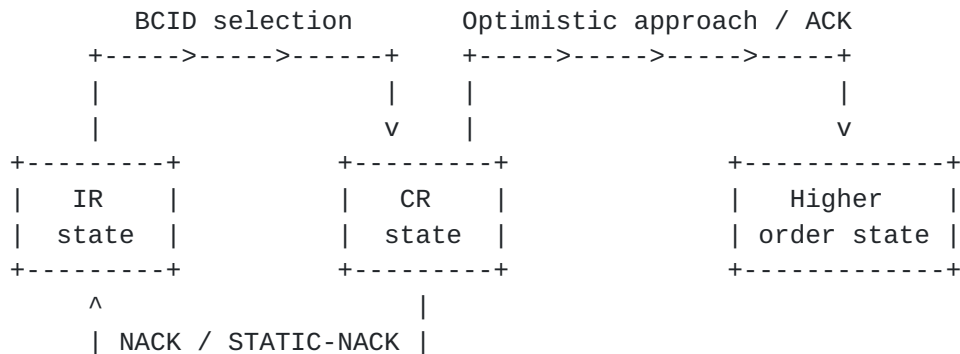 BCID selection       Optimistic approach / ACK
     +----->----->------+    +----->----->----->-----+
     |                  |    |                       |
     |                  v    |                       v
+---------+          +---------+             +-------------+
|   IR    |          |   CR    |             |   Higher    |
|  state  |          |  state  |             | order state |
+---------+          +---------+             +-------------+
     ^                    |
     | NACK / STATIC-NACK |